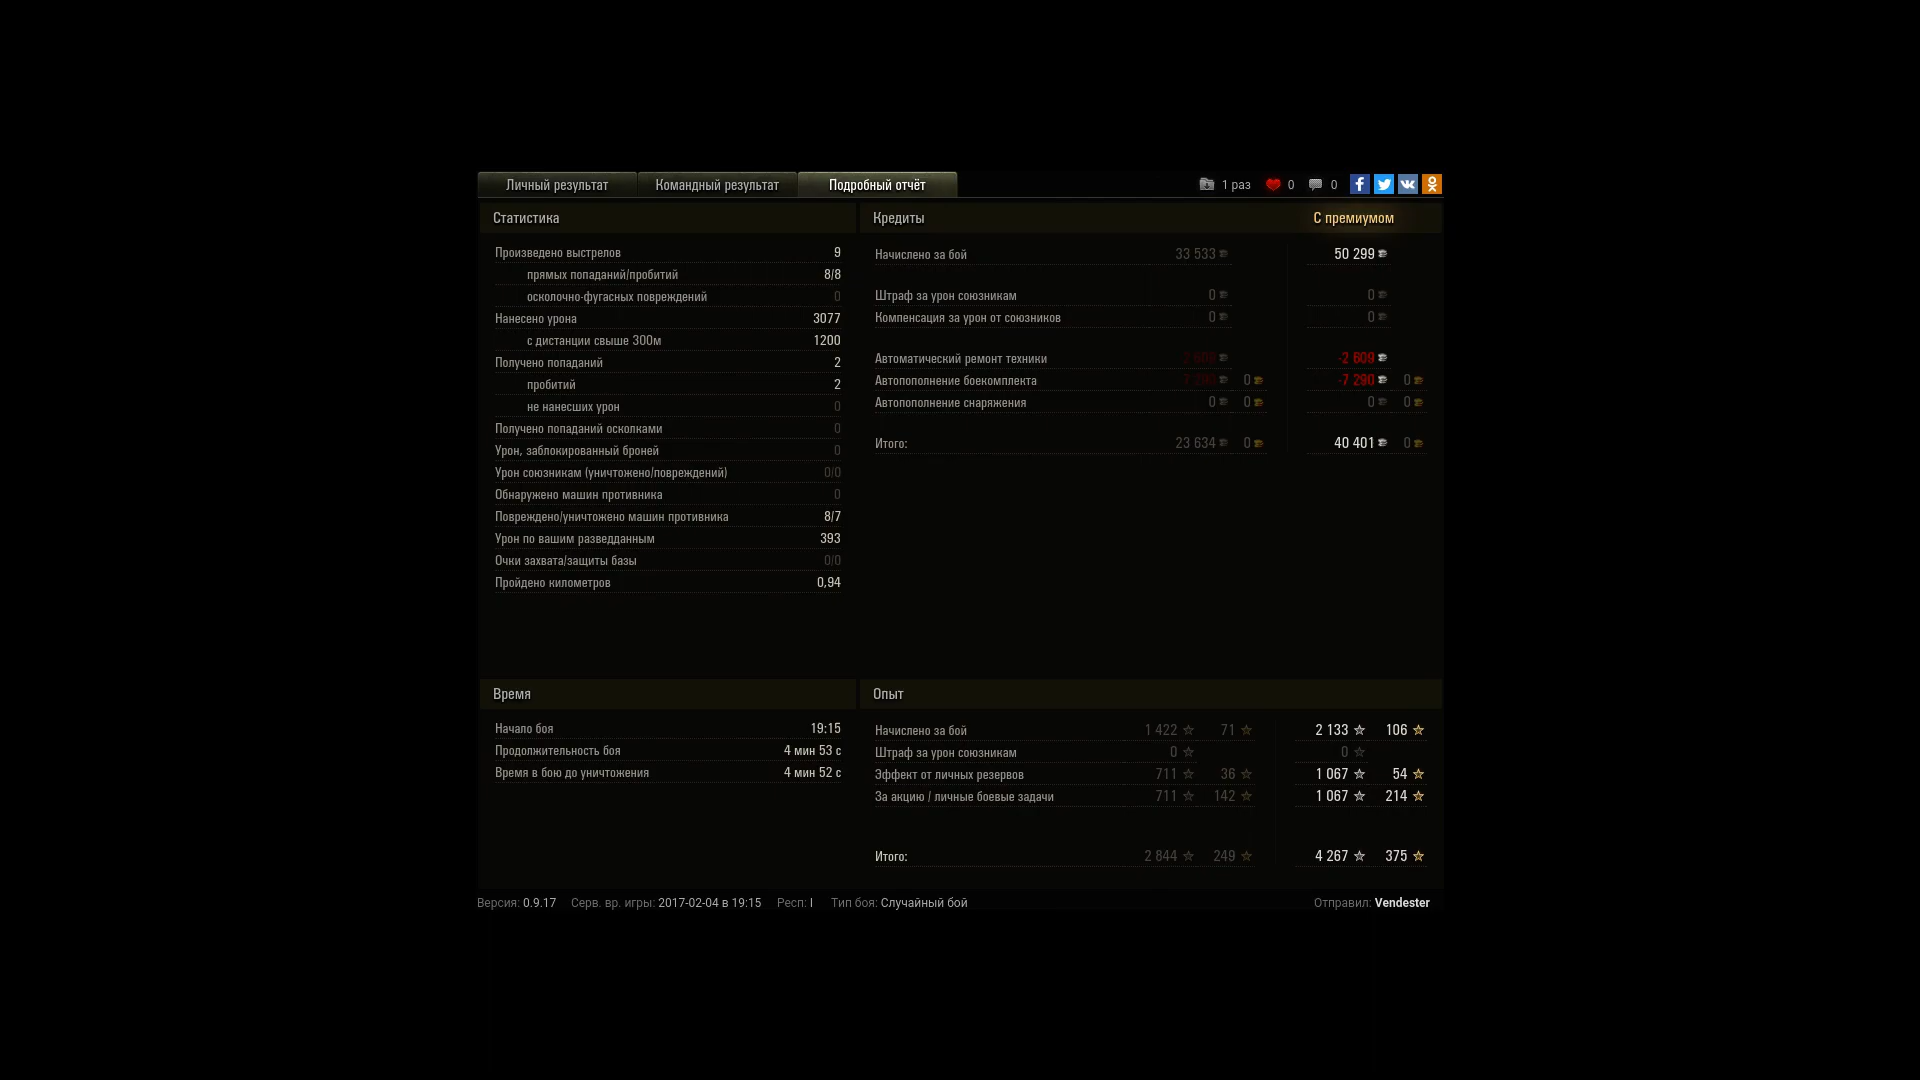 Личный результат Командный результат Подробный отчёт 1 раз 0 0
Статистика
Произведено выстрелов 9
прямых попаданий/пробитий 8/8
осколочно-фугасных повреждений 0
Нанесено урона 3077
с дистанции свыше 300м 1200
Получено попаданий 2
пробитий 2
не нанесших урон 0
Получено попаданий осколками 0
Урон, заблокированный броней 0
Урон союзникам (уничтожено/повреждений) 0/0
Обнаружено машин противника 0
Повреждено/уничтожено машин противника 8/7
Урон по вашим разведданным 393
Очки захвата/защиты базы 0/0
Пройдено километров 0,94
Кредиты С премиумом
Начислено за бой 33 533 50 299
Штраф за урон союзникам 0 0
Компенсация за урон от союзников 0 0
Автоматический ремонт техники -2 609 -2 609
Автопополнение боекомплекта 0 -7 290 0
Автопополнение снаряжения 0 0 0 0
Итого: 23 634 0 40 401 0
Время
Начало боя 19:15
Продолжительность боя 4 мин 53 с
Время в бою до уничтожения 4 мин 52 с
Опыт
Начислено за бой 1 422 71 2 133 106
Штраф за урон союзникам 0 0
Эффект от личных резервов 711 36 1 067 54
За акцию / личные боевые задачи 711 142 1 067 214
Итого: 2 844 249 4 267 375
Версия: 0.9.17 Серв. вр. игры: 2017-02-04 в 19:15 Респ: I Тип боя: Случайный бой Отправил: Vendester